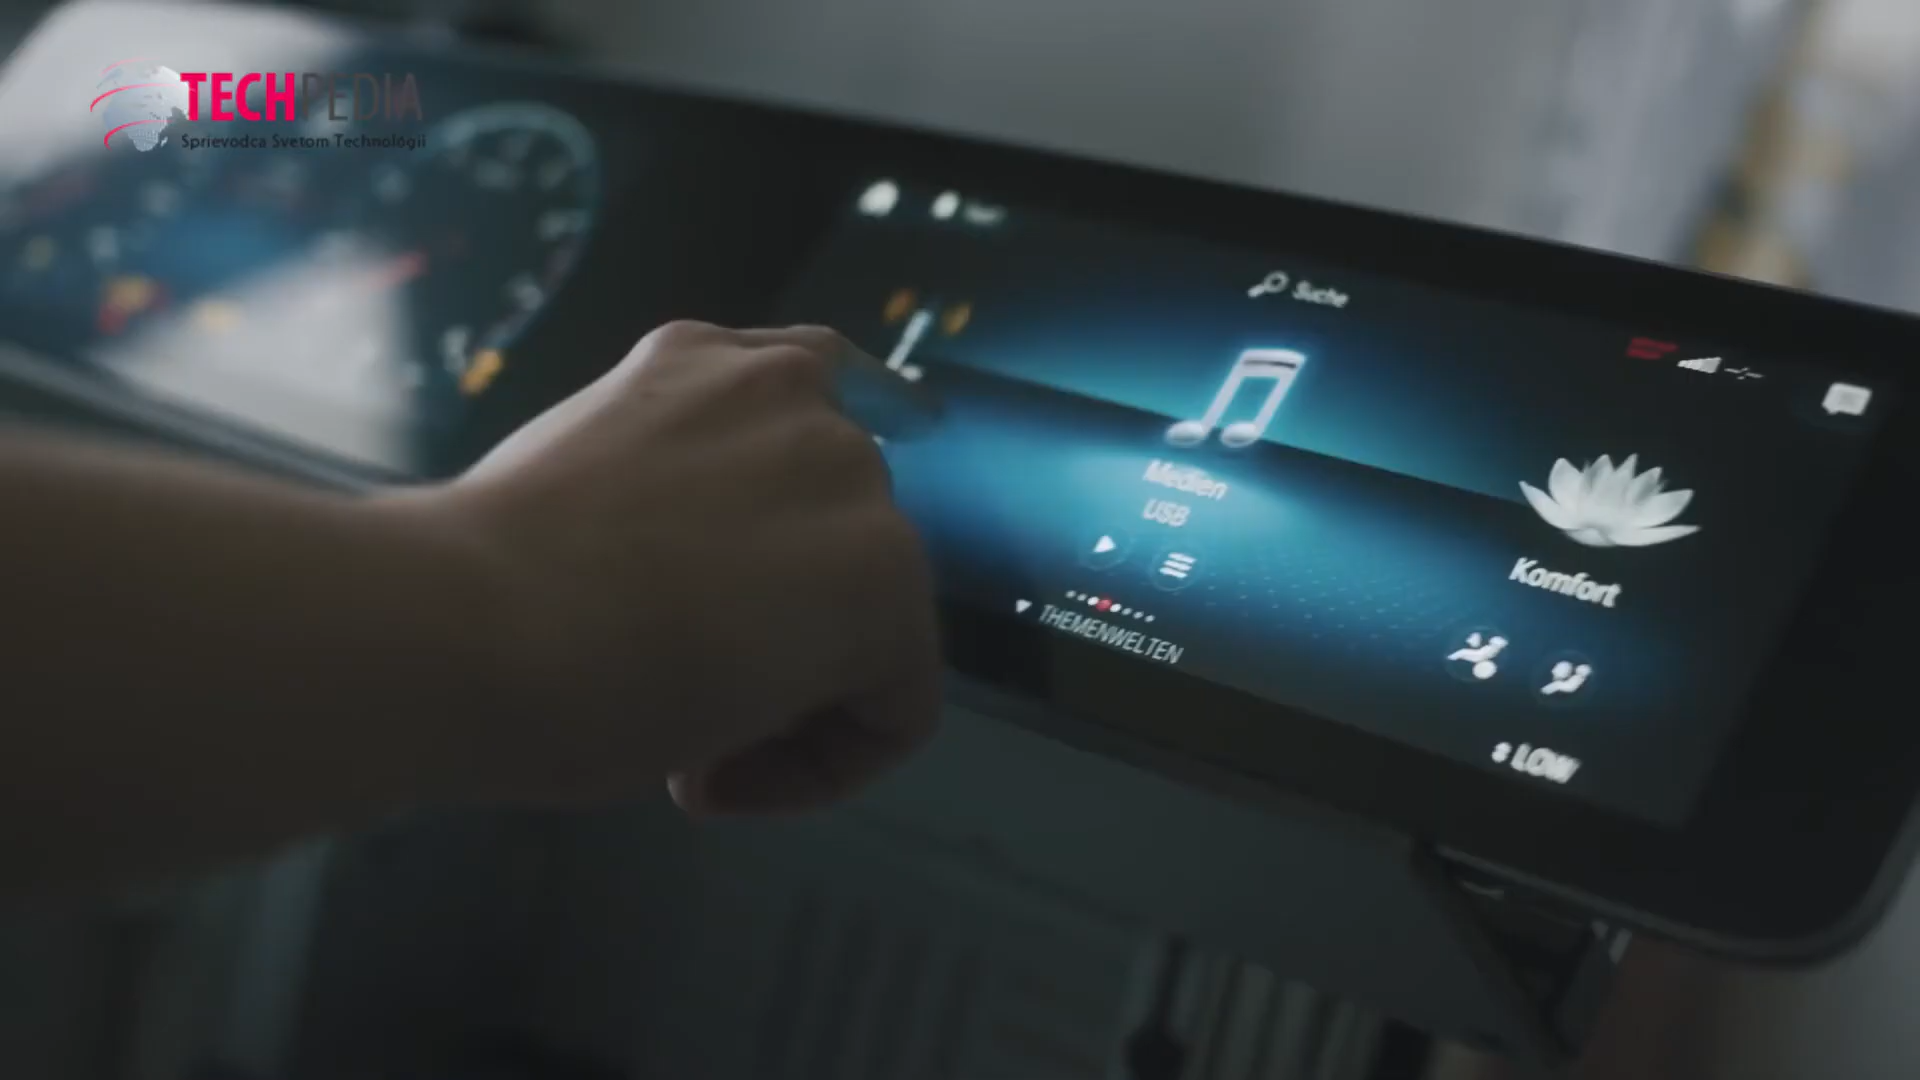 TECHPEDIA
Sprievodca Svetom Technológií
Suche
Medien
USB
Komfort
THEMENWELTEN
LOW